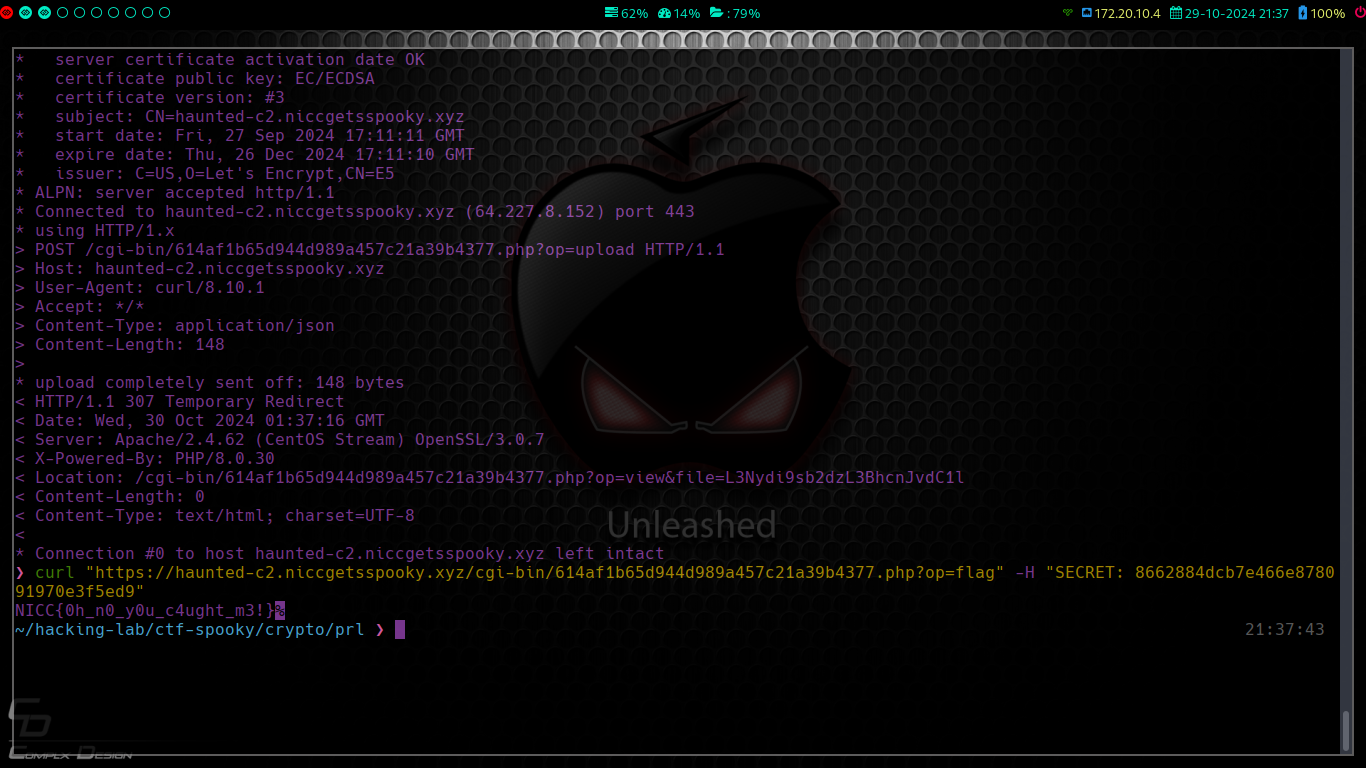 62% 14% : 79% 172.20.10.4 29-10-2024 21:37 100%
*   server certificate activation date OK
*   certificate public key: EC/ECDSA
*   certificate version: #3
*   subject: CN=haunted-c2.niccgetsspooky.xyz
*   start date: Fri, 27 Sep 2024 17:11:11 GMT
*   expire date: Thu, 26 Dec 2024 17:11:10 GMT
*   issuer: C=US,O=Let's Encrypt,CN=E5
* ALPN: server accepted http/1.1
* Connected to haunted-c2.niccgetsspooky.xyz (64.227.8.152) port 443
* using HTTP/1.x
> POST /cgi-bin/614af1b65d944d989a457c21a39b4377.php?op=upload HTTP/1.1
> Host: haunted-c2.niccgetsspooky.xyz
> User-Agent: curl/8.10.1
> Accept: */*
> Content-Type: application/json
> Content-Length: 148
>
* upload completely sent off: 148 bytes
< HTTP/1.1 307 Temporary Redirect
< Date: Wed, 30 Oct 2024 01:37:16 GMT
< Server: Apache/2.4.62 (CentOS Stream) OpenSSL/3.0.7
< X-Powered-By: PHP/8.0.30
< Location: /cgi-bin/614af1b65d944d989a457c21a39b4377.php?op=view&file=L3Nydi9sb2dzL3BhcnJvdC1l
< Content-Length: 0
< Content-Type: text/html; charset=UTF-8
<
Unleashed
* Connection #0 to host haunted-c2.niccgetsspooky.xyz left intact
❯ curl "https://haunted-c2.niccgetsspooky.xyz/cgi-bin/614af1b65d944d989a457c21a39b4377.php?op=flag" -H "SECRET: 8662884dcb7e466e8780
91970e3f5ed9"
NICC{0h_n0_y0u_c4ught_m3!}%
~/hacking-lab/ctf-spooky/crypto/prl ❯ 21:37:43
CD
Complx Design